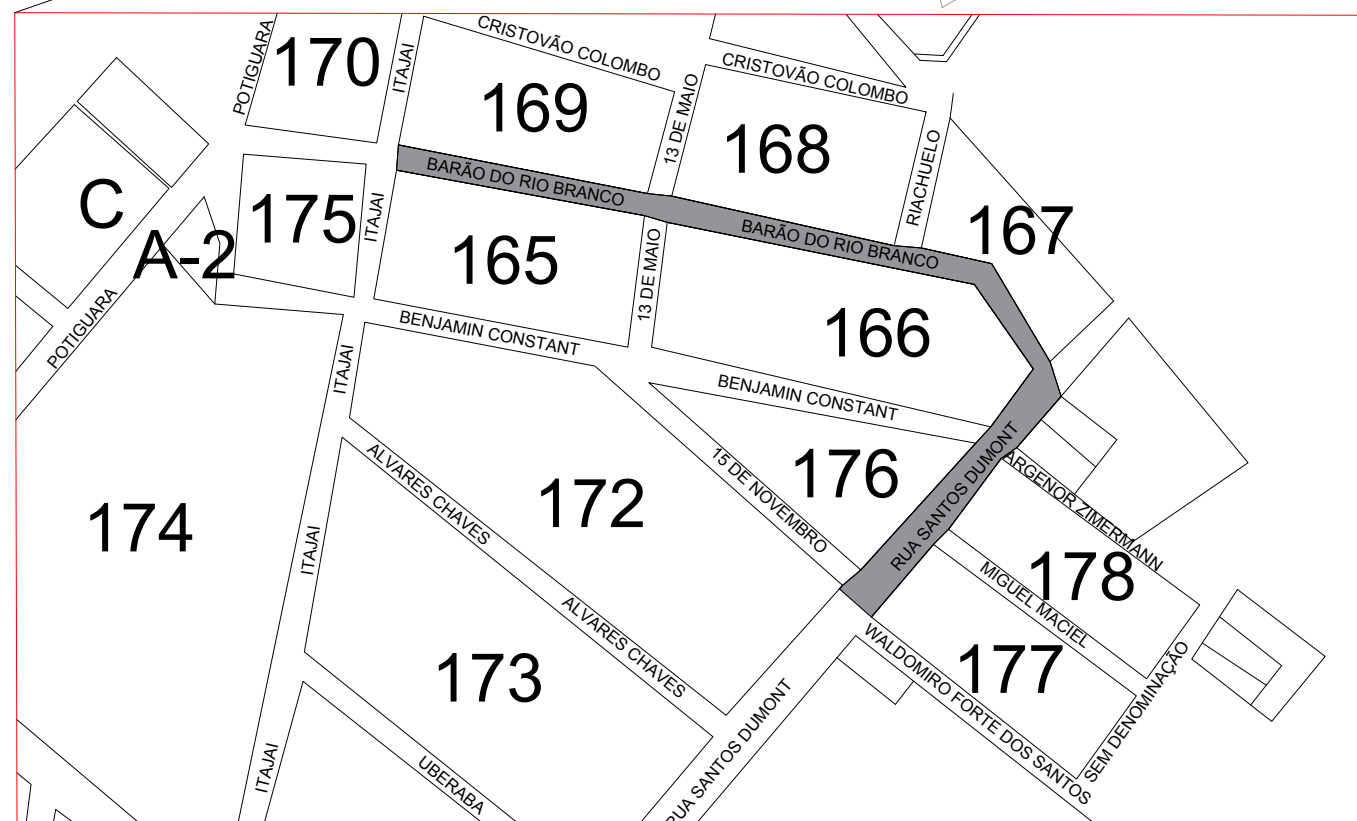 POTIGUARA
170
ITAJAI
CRISTOVÃO COLOMBO
CRISTOVÃO COLOMBO
169
13 DE MAIO
168
RIACHUELO
BARÃO DO RIO BRANCO
C
A-2
175
ITAJAI
165
13 DE MAIO
BARÃO DO RIO BRANCO
167
POTIGUARA
BENJAMIN CONSTANT
166
ITAJAI
BENJAMIN CONSTANT
174
ALVARES CHAVES
172
15 DE NOVEMBRO
176
RUA SANTOS DUMONT
ARGENOR ZIMERMANN
ITAJAI
178
MIGUEL MACIEL
ALVARES CHAVES
173
WALDOMIRO FORTE DOS SANTOS
177
SEM DENOMINAÇÃO
ITAJAI
UBERABA
RUA SANTOS DUMONT